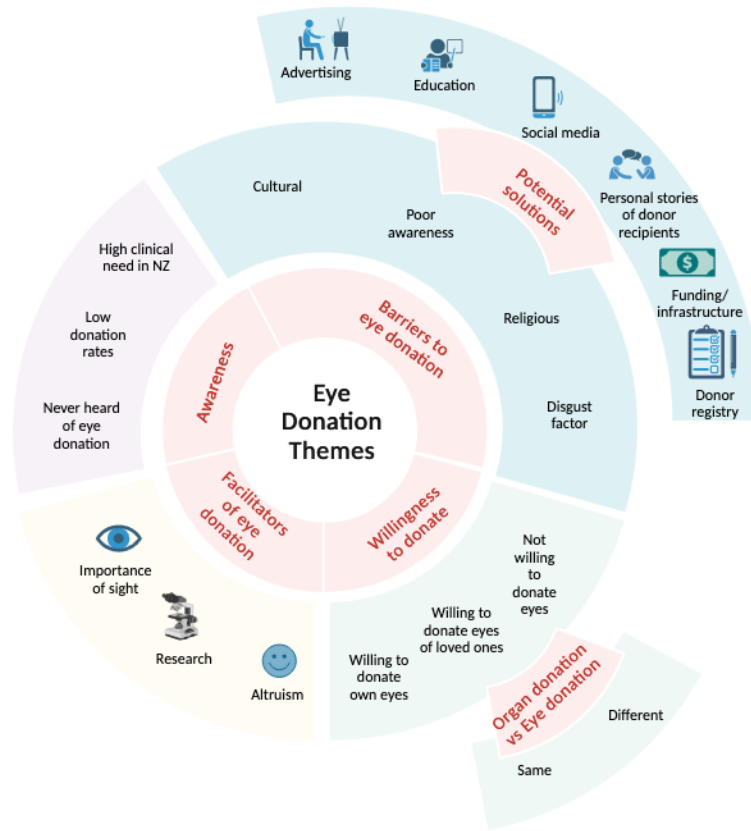 Advertising
Education
Social media
Personal stories
of donor
recipients
Funding/
infrastructure
Donor
registry
Potential
solutions
Cultural
Poor
awareness
Religious
Disgust
factor
Barriers to
eye donation
High clinical
need in NZ
Low
donation
rates
Never heard
of eye
donation
Awareness
Eye
Donation
Themes
Facilitators
of eye
donation
Willingness
to donate
Importance
of sight
Research
Altruism
Not
willing
to
donate
eyes
Willing to
donate eyes
of loved ones
Willing to
donate
own eyes
Organ donation
vs Eye donation
Different
Same